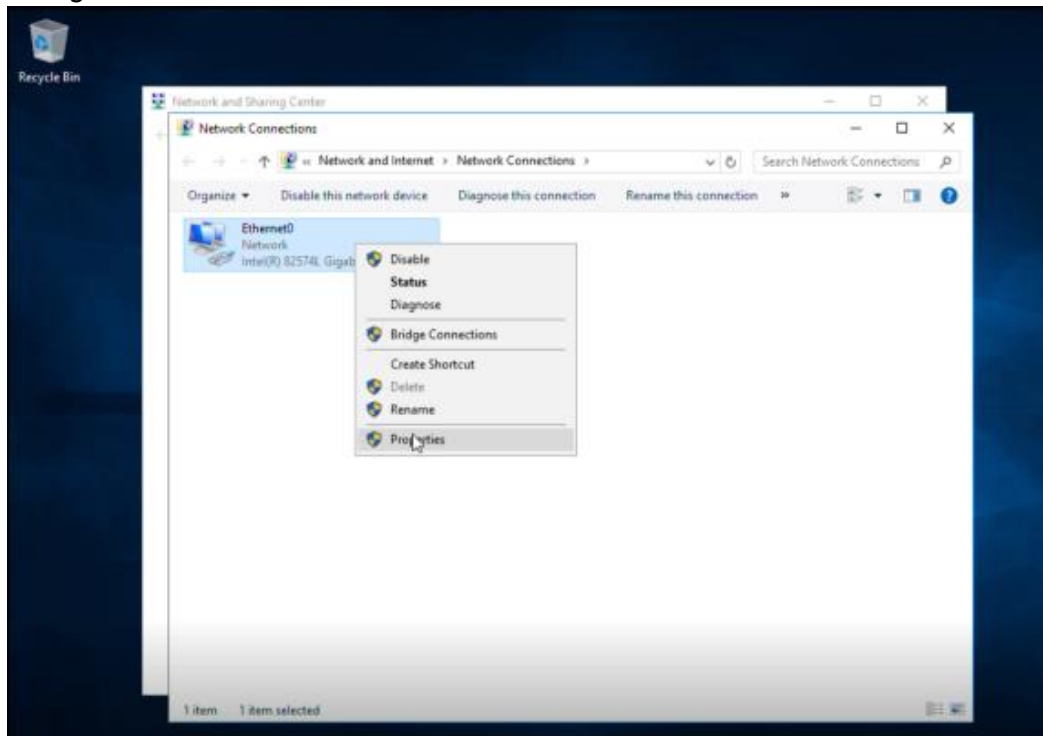 Recycle Bin
Network and Sharing Center
Network Connections
« Network and Internet › Network Connections ›
Search Network Connections
Organize
Disable this network device
Diagnose this connection
Rename this connection
»
Ethernet0
Network
Intel(R) 82574L Gigab
Disable
Status
Diagnose
Bridge Connections
Create Shortcut
Delete
Rename
Properties
1 item
1 item selected